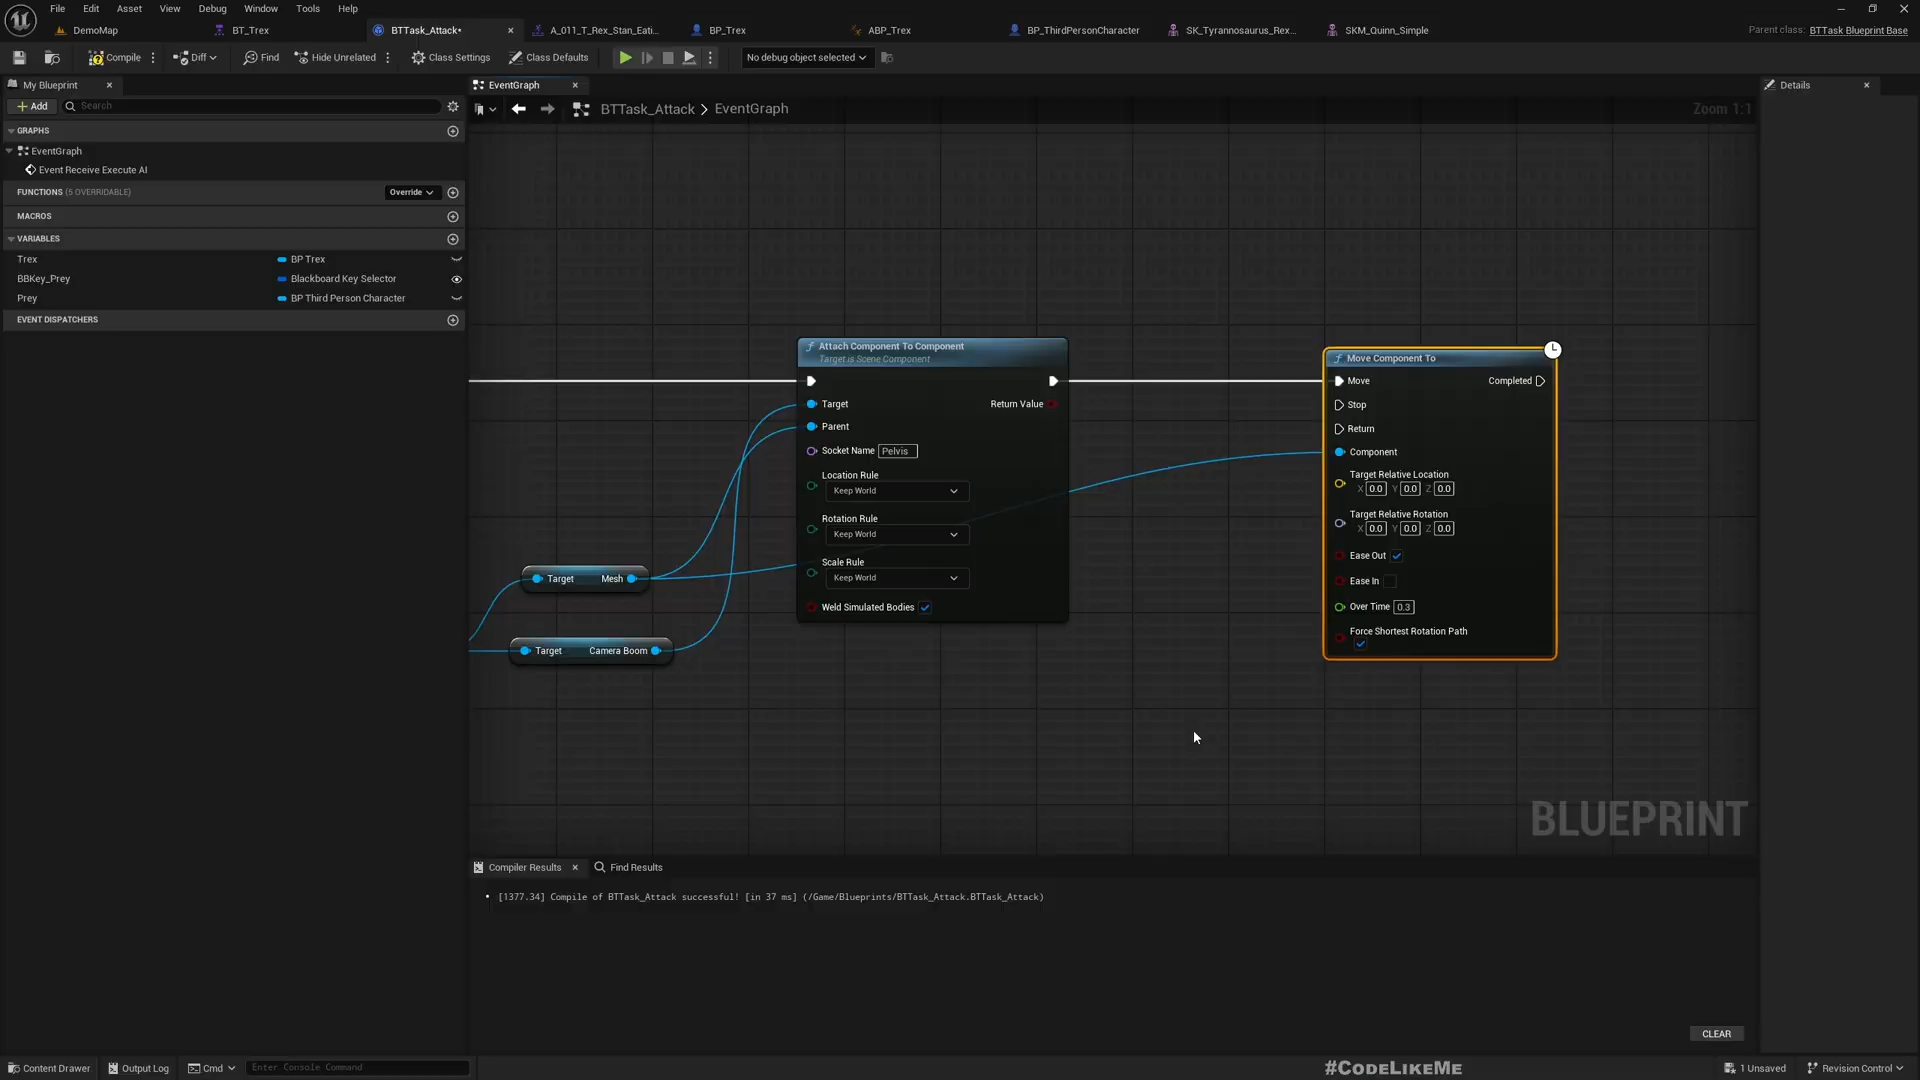 File Edit Asset View Debug Window Tools Help
DemoMap BT_Trex BTTask_Attack• A_011_T_Rex_Stan_Eati... BP_Trex ABP_Trex BP_ThirdPersonCharacter SK_Tyrannosaurus_Rex... SKM_Quinn_Simple Parent class: BTTask Blueprint Base
Compile Diff Find Hide Unrelated Class Settings Class Defaults No debug object selected
My Blueprint EventGraph Details
Add Search
BTTask_Attack > EventGraph Zoom 1:1
GRAPHS
EventGraph
Event Receive Execute AI
FUNCTIONS (5 OVERRIDABLE) Override
MACROS
VARIABLES
Trex BP Trex
BBKey_Prey Blackboard Key Selector
Prey BP Third Person Character
EVENT DISPATCHERS
Attach Component To Component
Target is Scene Component
Target Return Value
Parent
Socket Name Pelvis
Location Rule
Keep World
Rotation Rule
Keep World
Scale Rule
Keep World
Weld Simulated Bodies
Target Mesh
Target Camera Boom
Move Component To
Move Completed
Stop
Return
Component
Target Relative Location
X 0.0 Y 0.0 Z 0.0
Target Relative Rotation
X 0.0 Y 0.0 Z 0.0
Ease Out
Ease In
Over Time 0.3
Force Shortest Rotation Path
BLUEPRINT
Compiler Results Find Results
[1377.34] Compile of BTTask_Attack successful! [in 37 ms] (/Game/Blueprints/BTTask_Attack.BTTask_Attack)
CLEAR
Content Drawer Output Log Cmd Enter Console Command #CodeLikeMe 1 Unsaved Revision Control